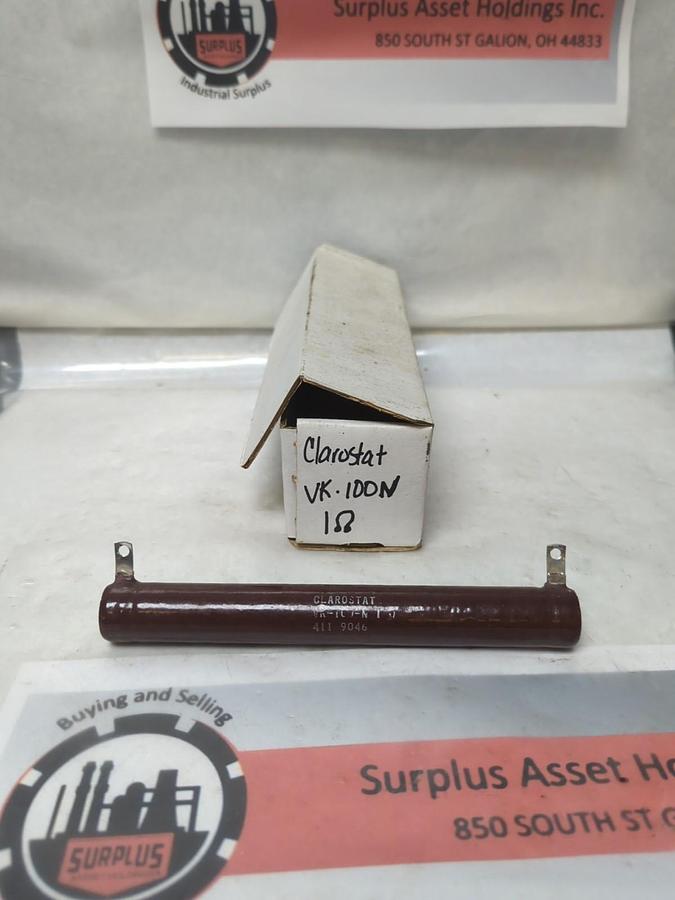 Surplus Asset Holdings Inc.
850 SOUTH ST GALION, OH 44833
SURPLUS
Industrial Surplus
Clarostat
VK-100N
1Ω
CLAROSTAT
411 9046
Buying and Selling
Surplus Asset Ho
850 SOUTH ST G
SURPLUS